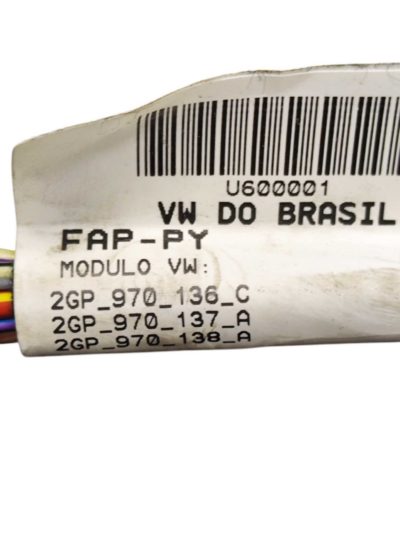 U600001
VW DO BRASIL
FAP-PY
MODULO VW:
2GP_970_136_C
2GP_970_137_A
2GP_970_138_A